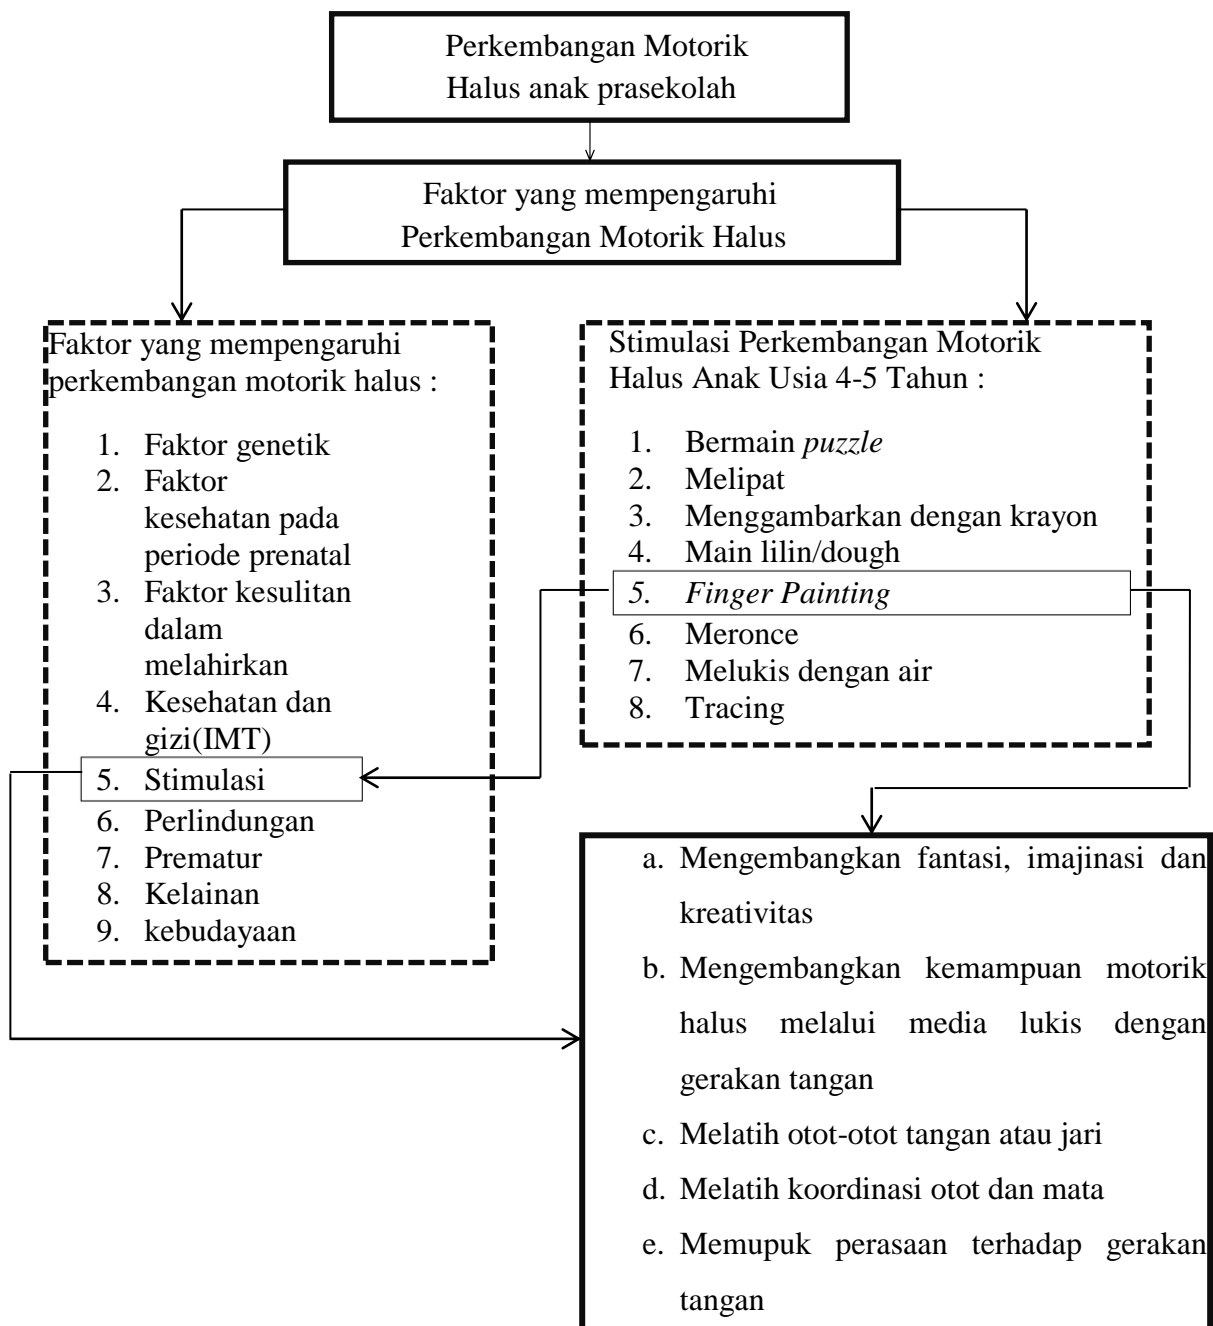 Perkembangan Motorik
Halus anak prasekolah
Faktor yang mempengaruhi
Perkembangan Motorik Halus
Faktor yang mempengaruhi
perkembangan motorik halus :
1. Faktor genetik
2. Faktor
kesehatan pada
periode prenatal
3. Faktor kesulitan
dalam
melahirkan
4. Kesehatan dan
gizi(IMT)
5. Stimulasi
6. Perlindungan
7. Prematur
8. Kelainan
9. kebudayaan
Stimulasi Perkembangan Motorik
Halus Anak Usia 4-5 Tahun :
1. Bermain puzzle
2. Melipat
3. Menggambarkan dengan krayon
4. Main lilin/dough
5. Finger Painting
6. Meronce
7. Melukis dengan air
8. Tracing
a. Mengembangkan fantasi, imajinasi dan
kreativitas
b. Mengembangkan kemampuan motorik
halus melalui media lukis dengan
gerakan tangan
c. Melatih otot-otot tangan atau jari
d. Melatih koordinasi otot dan mata
e. Memupuk perasaan terhadap gerakan
tangan